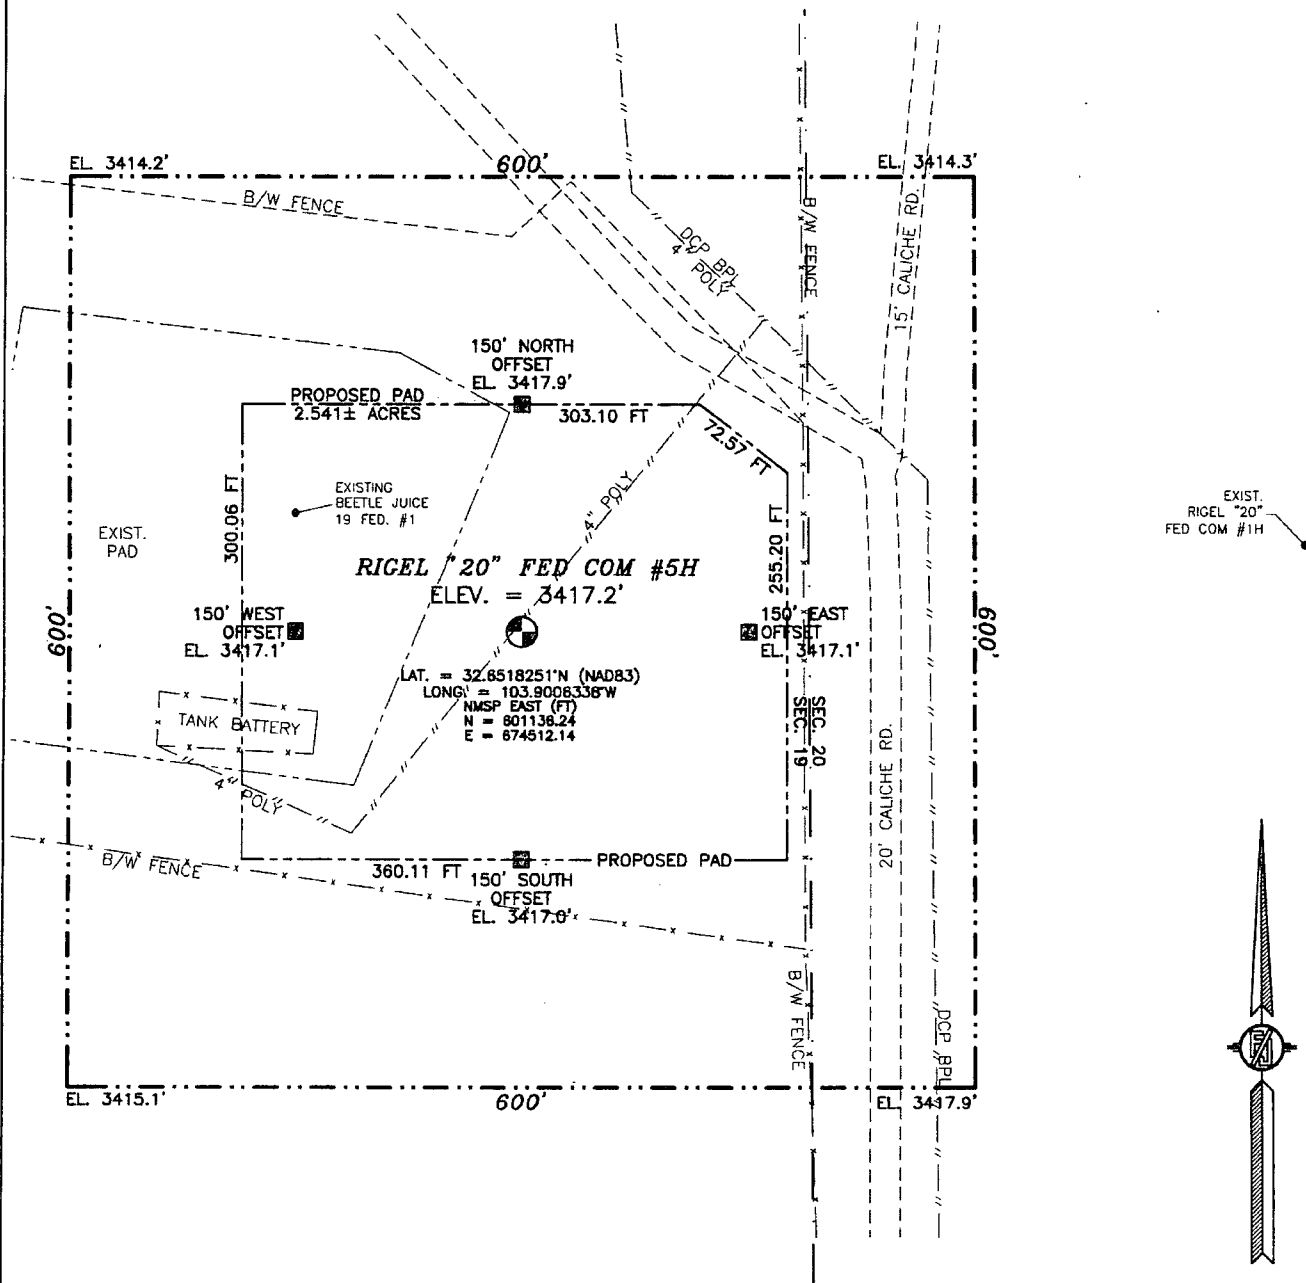 EL. 3414.2'
600'
EL. 3414.3'
B/W FENCE
B/W FENCE
15' CALICHE RD.
DCP BPL
4" POLY
150' NORTH
OFFSET
EL. 3417.9'
PROPOSED PAD
2.541± ACRES
303.10 FT
72.57 FT
4" POLY
300.06 FT
EXISTING
BEETLE JUICE
19 FED. #1
EXIST.
PAD
255.20 FT
EXIST.
RIGEL "20"
FED COM #1H
RIGEL "20" FED COM #5H
ELEV. = 3417.2'
600'
150' WEST
OFFSET
EL. 3417.1'
150' EAST
OFFSET
EL. 3417.1'
600'
LAT. = 32.6518251°N (NAD83)
LONG. = 103.9006338°W
NMSP EAST (FT)
N = 601136.24
E = 674512.14
SEC. 20
SEC. 19
TANK BATTERY
20' CALICHE RD.
4" POLY
B/W FENCE
360.11 FT
PROPOSED PAD
150' SOUTH
OFFSET
EL. 3417.0'
B/W FENCE
DCP BPL
EL. 3415.1'
600'
EL. 3417.9'